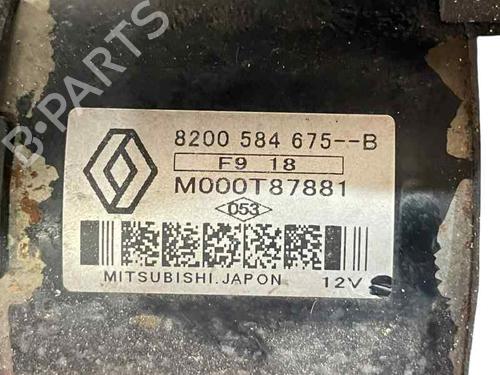 B-PARTS
8200 584 675--B
F9 18
M000T87881
D53
MITSUBISHI.JAPON 12V